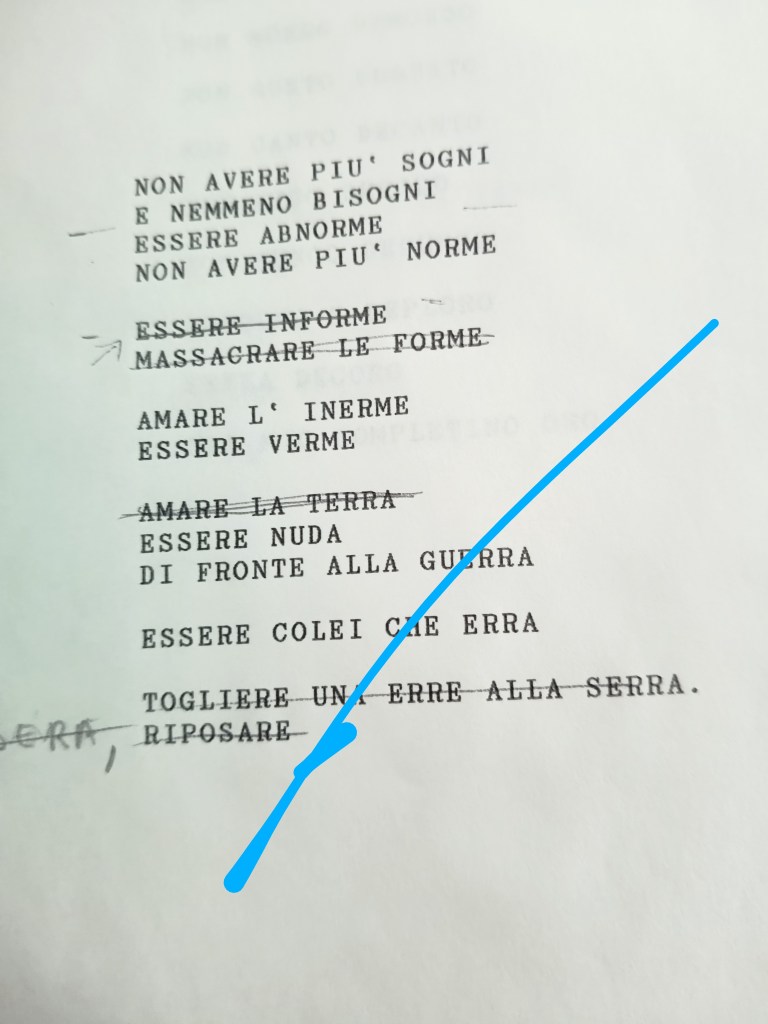 NON AVERE PIU' SOGNI
E NEMMENO BISOGNI
ESSERE ABNORME
NON AVERE PIU' NORME
ESSERE INFORME
MASSACRARE LE FORME
AMARE L' INERME
ESSERE VERME
AMARE LA TERRA
ESSERE NUDA
DI FRONTE ALLA GUERRA
ESSERE COLEI CHE ERRA
TOGLIERE UNA ERRE ALLA SERRA.
RIPOSARE